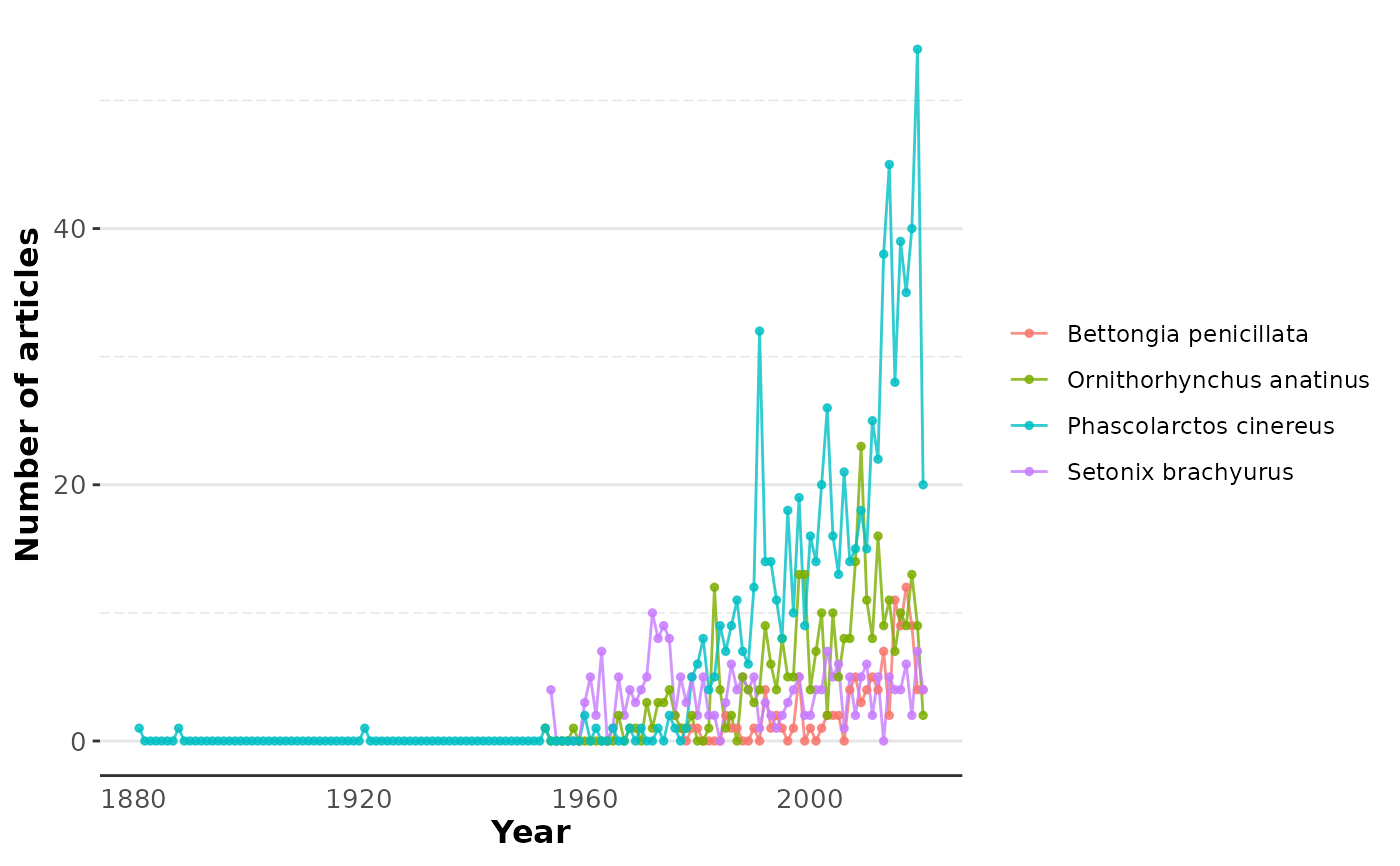 Number of articles
40
20
0
1880 1920 1960 2000
Year
Bettongia penicillata
Ornithorhynchus anatinus
Phascolarctos cinereus
Setonix brachyurus